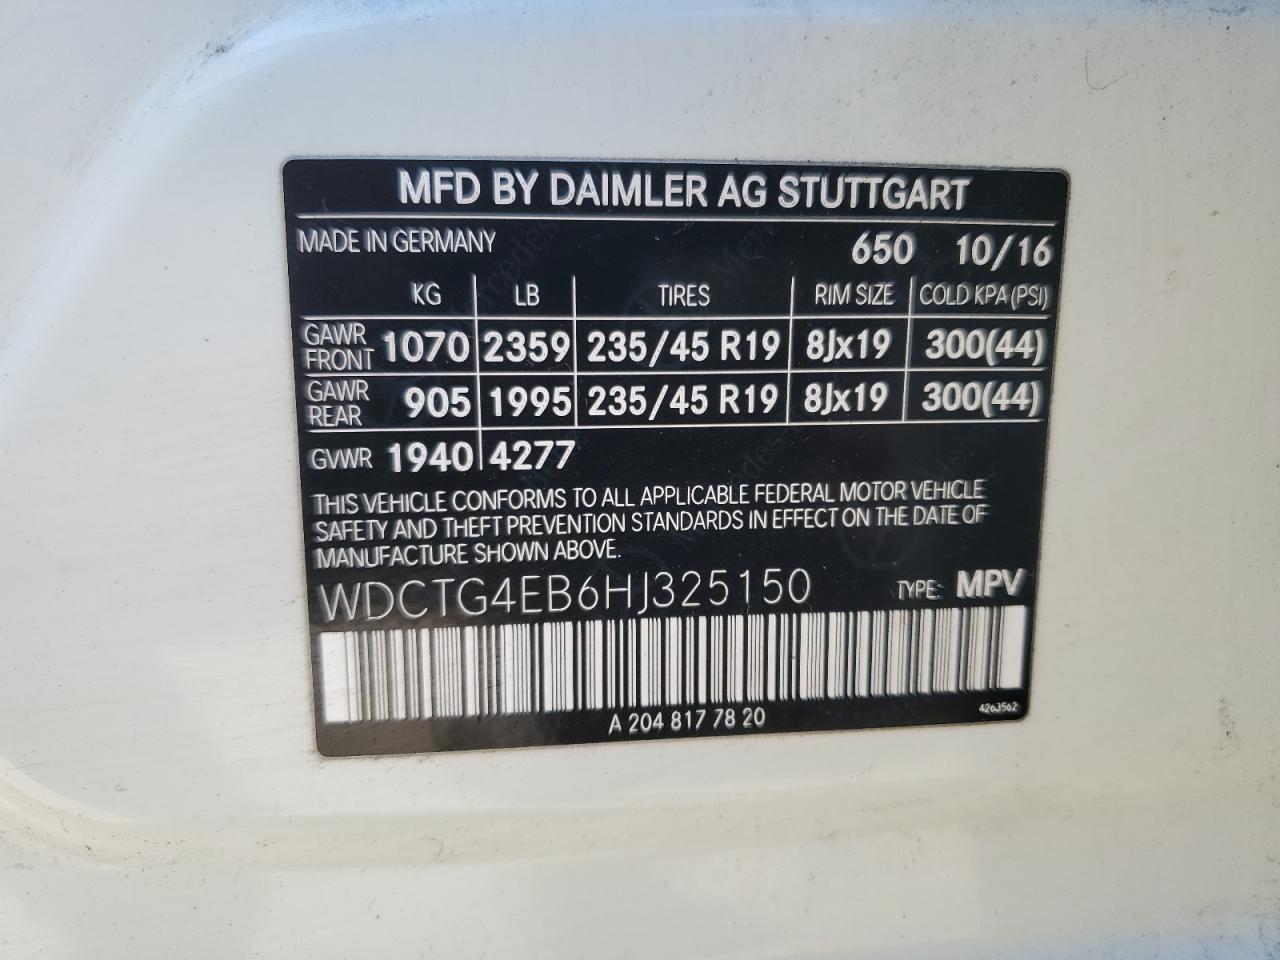 MFD BY DAIMLER AG STUTTGART
MADE IN GERMANY 650 10/16
KG LB TIRES RIM SIZE COLD KPA (PSI)
GAWR FRONT 1070 2359 235/45 R19 8Jx19 300(44)
GAWR REAR 905 1995 235/45 R19 8Jx19 300(44)
GVWR 1940 4277
THIS VEHICLE CONFORMS TO ALL APPLICABLE FEDERAL MOTOR VEHICLE
SAFETY AND THEFT PREVENTION STANDARDS IN EFFECT ON THE DATE OF
MANUFACTURE SHOWN ABOVE.
WDCTG4EB6HJ325150 TYPE: MPV
A 204 817 78 20 4263562